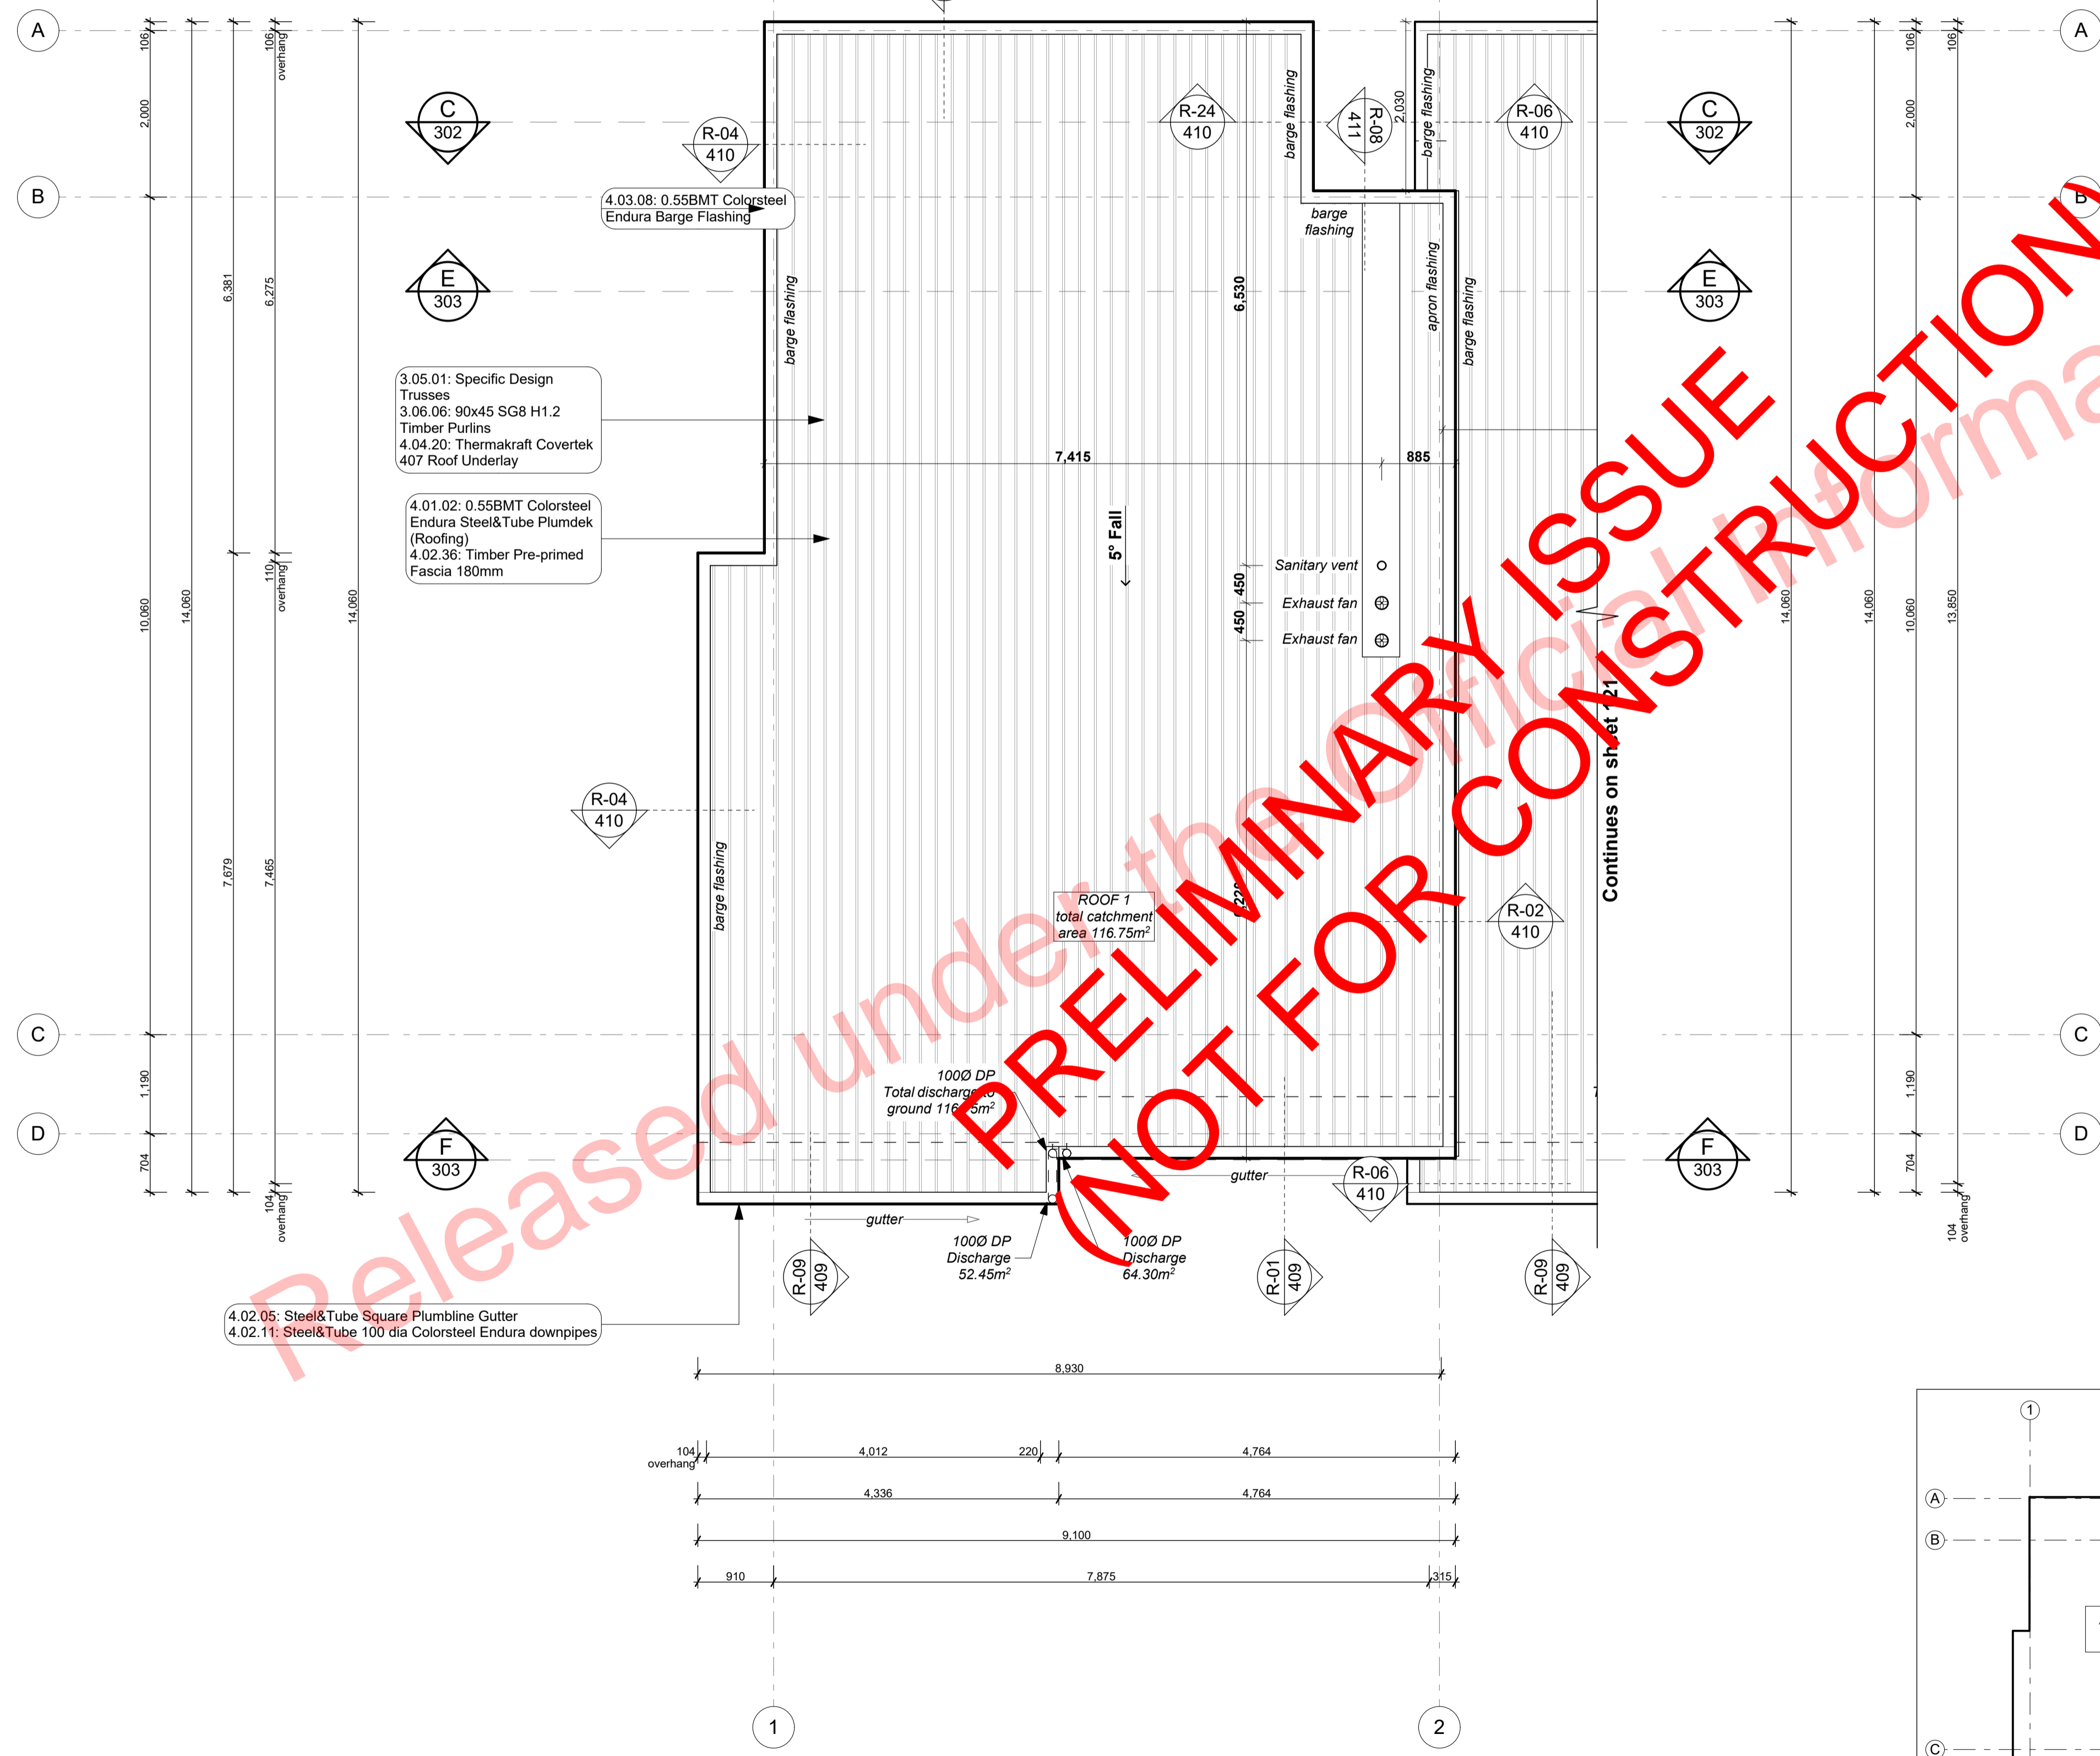 A
A
106
106
overhang
106
106
2,000
2,000
C
302
C
302
R-04
410
R-24
410
R-08
411
2,030
R-06
410
barge flashing
barge flashing
B
B
4.03.08: 0.55BMT Colorsteel
Endura Barge Flashing
barge
flashing
E
303
E
303
6,381
6,275
6,530
barge flashing
apron flashing
barge flashing
3.05.01: Specific Design
Trusses
3.06.06: 90x45 SG8 H1.2
Timber Purlins
4.04.20: Thermakraft Covertek
407 Roof Underlay
7,415
885
4.01.02: 0.55BMT Colorsteel
Endura Steel&Tube Plumdek
(Roofing)
4.02.36: Timber Pre-primed
Fascia 180mm
5° Fall
Sanitary vent
Exhaust fan
Exhaust fan
450
450
110
overhang
10,060
14,060
14,060
14,060
14,060
10,060
13,850
Continues on sheet 121
R-04
410
7,679
7,465
barge flashing
ROOF 1
total catchment
area 116.75m²
R-02
410
C
C
1,190
1,190
100Ø DP
Total discharge to
ground 116.75m²
D
D
704
704
F
303
F
303
gutter
R-06
410
104
overhang
104
overhang
gutter
100Ø DP
Discharge
52.45m²
100Ø DP
Discharge
64.30m²
R-09
409
R-01
409
R-09
409
4.02.05: Steel&Tube Square Plumbline Gutter
4.02.11: Steel&Tube 100 dia Colorsteel Endura downpipes
8,930
104
overhang
4,012
220
4,764
4,336
4,764
9,100
910
7,875
315
1
2
1
A
B
C
PRELIMINARY ISSUE
(NOT FOR CONSTRUCTION)
Released under the Official Informa